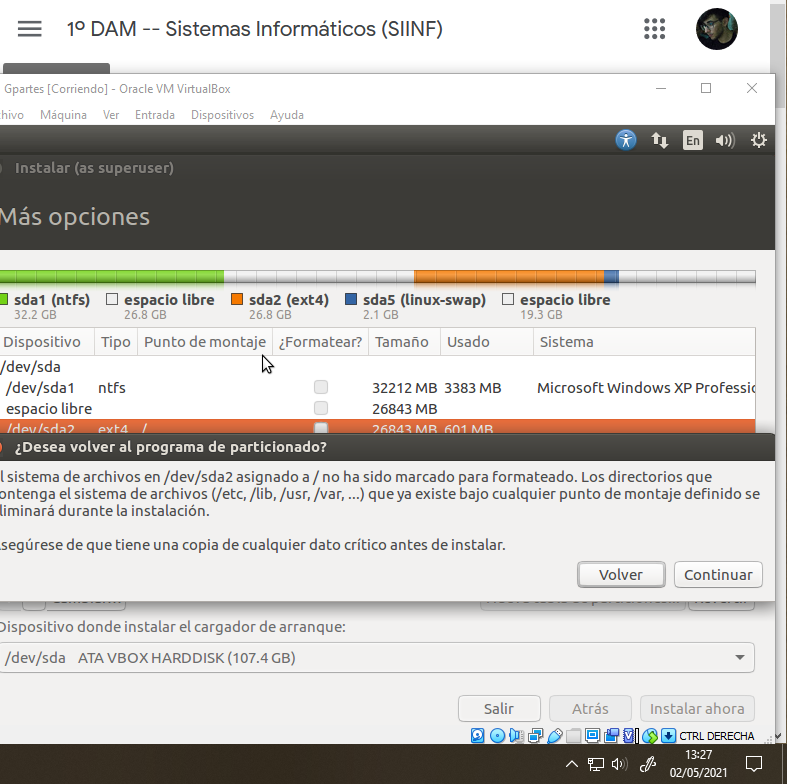 1º DAM -- Sistemas Informáticos (SIINF)
Gpartes [Corriendo] - Oracle VM VirtualBox
chivo Máquina Ver Entrada Dispositivos Ayuda
En
Instalar (as superuser)
Más opciones
sda1 (ntfs) espacio libre sda2 (ext4) sda5 (linux-swap) espacio libre
32.2 GB 26.8 GB 26.8 GB 2.1 GB 19.3 GB
Dispositivo Tipo Punto de montaje ¿Formatear? Tamaño Usado Sistema
/dev/sda
/dev/sda1 ntfs 32212 MB 3383 MB Microsoft Windows XP Professio
espacio libre 26843 MB
/dev/sda2 ext4 / 26843 MB 601 MB
¿Desea volver al programa de particionado?
l sistema de archivos en /dev/sda2 asignado a / no ha sido marcado para formateado. Los directorios que
ontenga el sistema de archivos (/etc, /lib, /usr, /var, ...) que ya existe bajo cualquier punto de montaje definido se
liminará durante la instalación.
segúrese de que tiene una copia de cualquier dato crítico antes de instalar.
Volver Continuar
Dispositivo donde instalar el cargador de arranque:
/dev/sda ATA VBOX HARDDISK (107.4 GB)
Salir Atrás Instalar ahora
CTRL DERECHA
13:27
02/05/2021